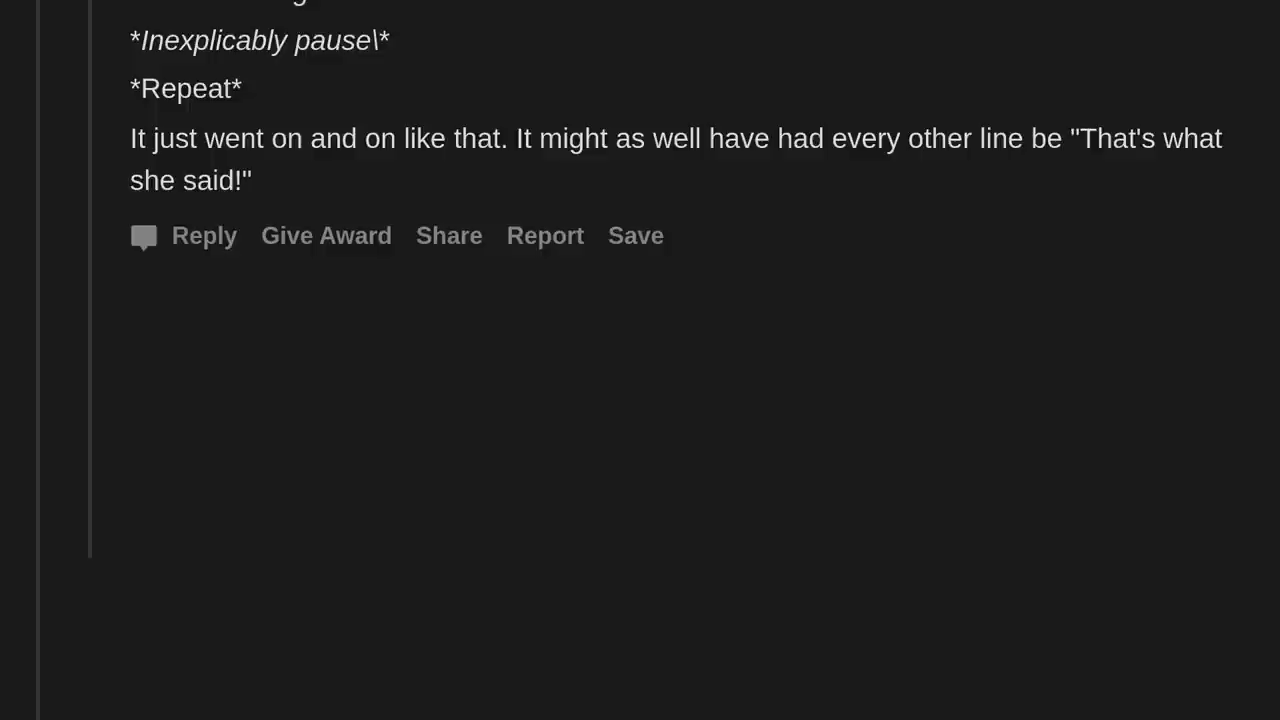 *Inexplicably pause\*
*Repeat*
It just went on and on like that. It might as well have had every other line be "That's what
she said!"
Reply Give Award Share Report Save